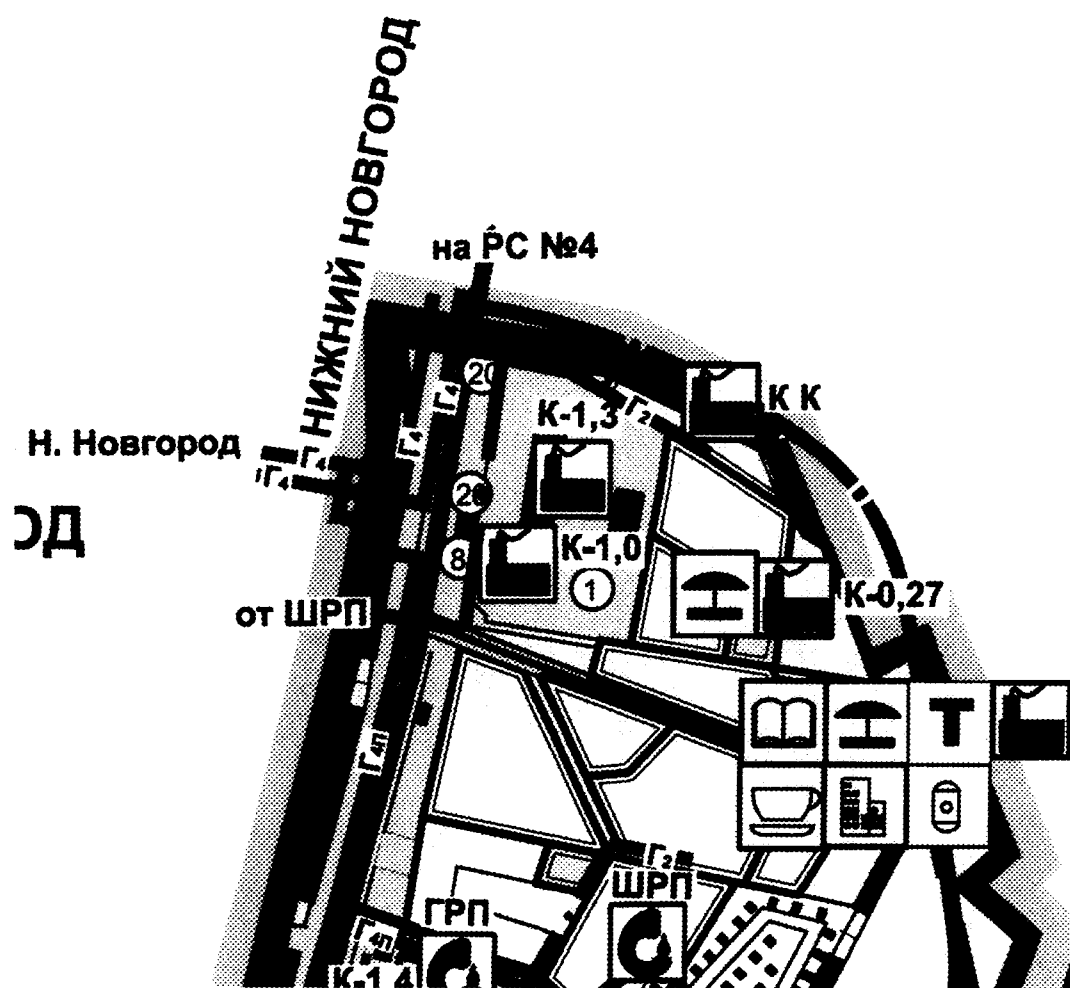 НИЖНИЙ НОВГОРОД
на РС №4
20
Г4
К К
К-1,3
Г2
Н. Новгород
Г4
Г4
Г4
20
ОД
К-1,0
8
1
К-0,27
от ШРП
Т
Г4П
Г2
ШРП
ГРП
Г4П
К-1,4